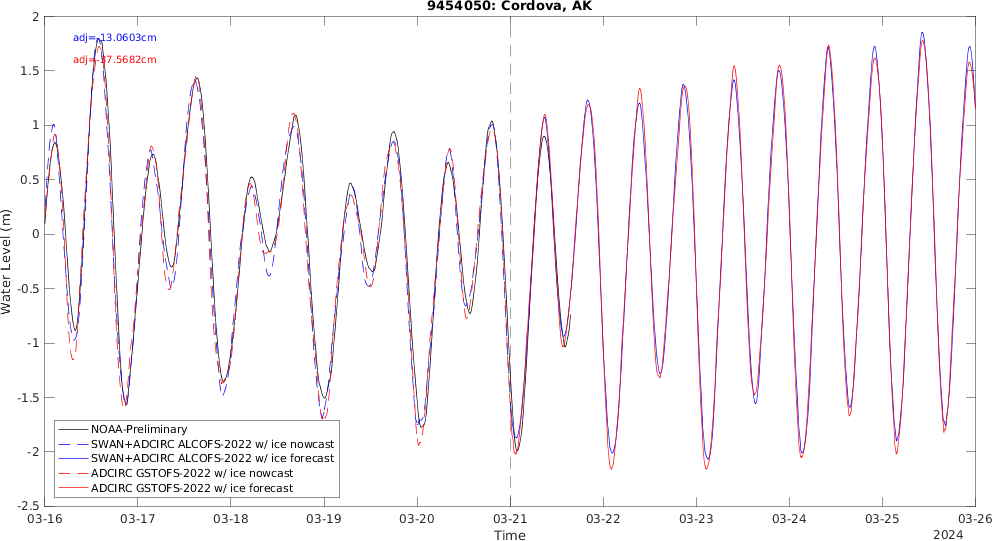 9454050: Cordova, AK
adj=-13.0603cm
adj=-37.5682cm
Water Level (m)
2
1.5
1
0.5
0
-0.5
-1
-1.5
-2
-2.5
NOAA-Preliminary
SWAN+ADCIRC ALCOFS-2022 w/ ice nowcast
SWAN+ADCIRC ALCOFS-2022 w/ ice forecast
ADCIRC GSTOFS-2022 w/ ice nowcast
ADCIRC GSTOFS-2022 w/ ice forecast
03-16 03-17 03-18 03-19 03-20 03-21 03-22 03-23 03-24 03-25 03-26
Time
2024